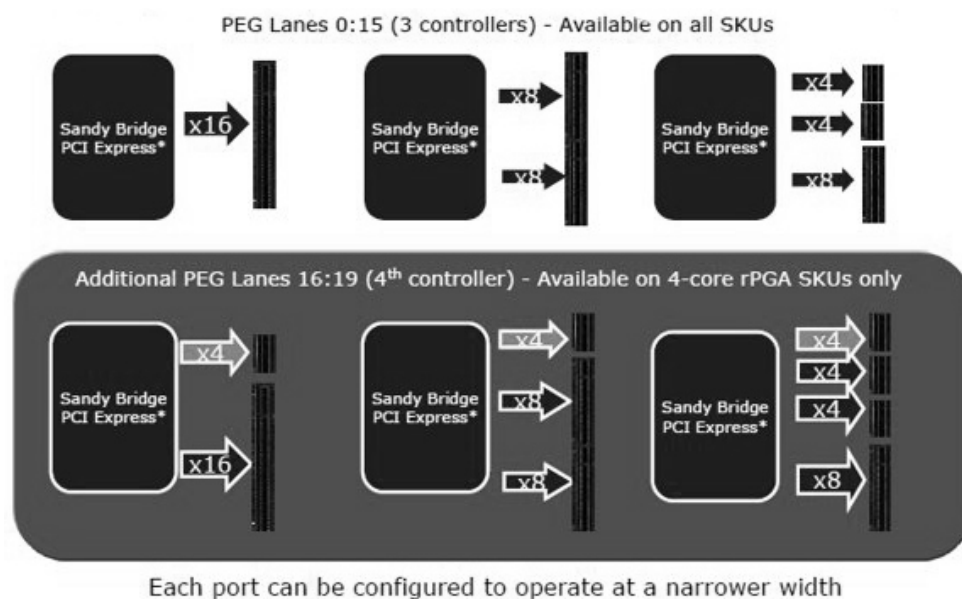 PEG Lanes 0:15 (3 controllers) - Available on all SKUs
Sandy Bridge
PCI Express*
x16
Sandy Bridge
PCI Express*
x8
x8
Sandy Bridge
PCI Express*
x4
x4
x8
Additional PEG Lanes 16:19 (4th controller) - Available on 4-core rPGA SKUs only
Sandy Bridge
PCI Express*
x4
x16
Sandy Bridge
PCI Express*
x4
x8
x8
Sandy Bridge
PCI Express*
x4
x4
x4
x8
Each port can be configured to operate at a narrower width